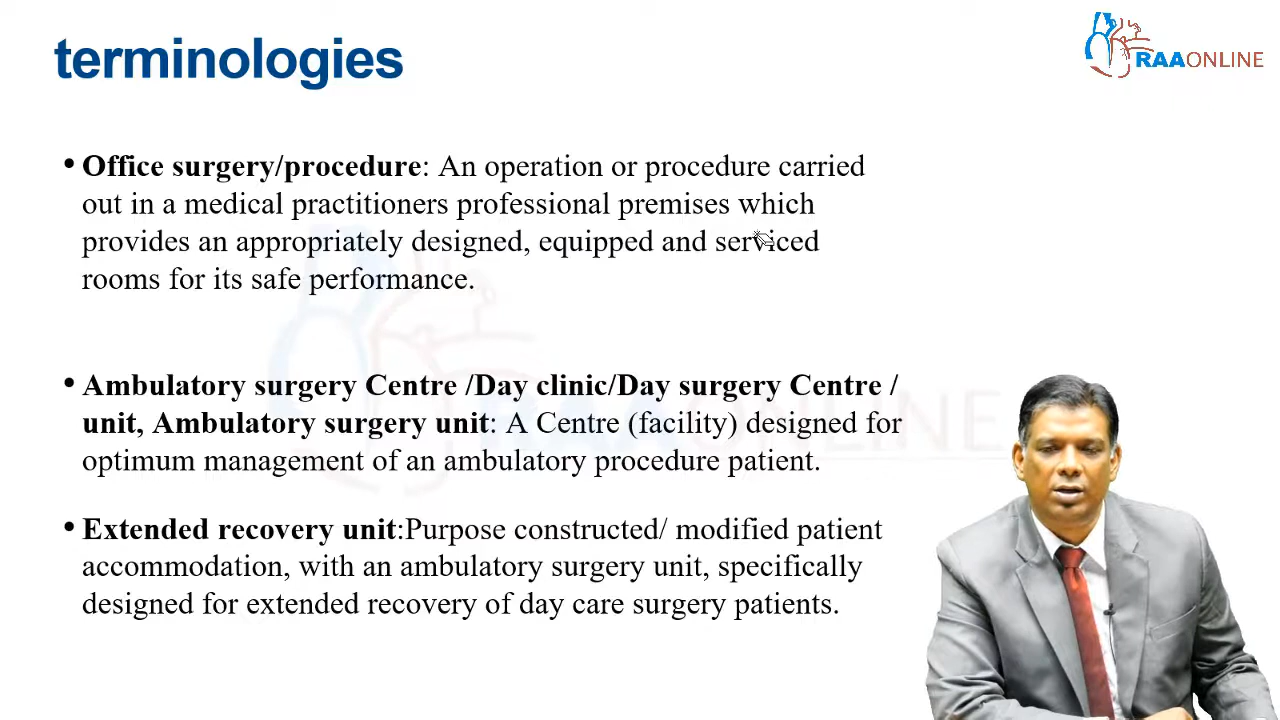 terminologies
RAAONLINE
• Office surgery/procedure: An operation or procedure carried
out in a medical practitioners professional premises which
provides an appropriately designed, equipped and serviced
rooms for its safe performance.
• Ambulatory surgery Centre /Day clinic/Day surgery Centre /
unit, Ambulatory surgery unit: A Centre (facility) designed for
optimum management of an ambulatory procedure patient.
• Extended recovery unit:Purpose constructed/ modified patient
accommodation, with an ambulatory surgery unit, specifically
designed for extended recovery of day care surgery patients.
RAAONLINE